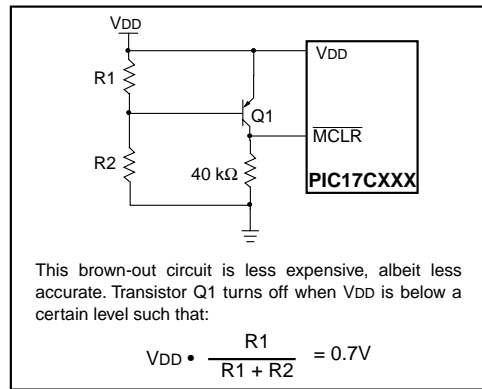 VDD
VDD
R1
Q1
MCLR
R2
40 kΩ
PIC17CXXX
This brown-out circuit is less expensive, albeit less
accurate. Transistor Q1 turns off when VDD is below a
certain level such that:
VDD • R1 / R1 + R2 = 0.7V